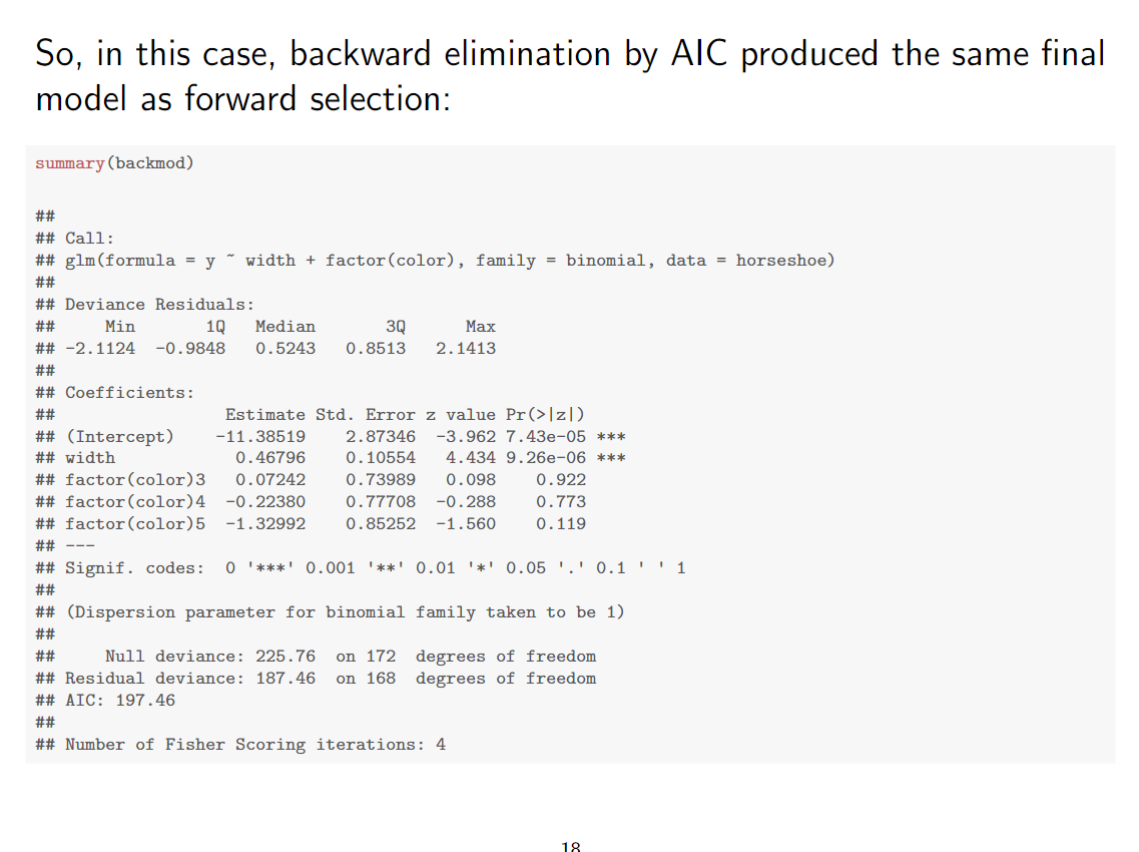 So, in this case, backward elimination by AIC produced the same final
model as forward selection:
summary(backmod)
##
## Call:
## glm(formula = y ~ width + factor(color), family = binomial, data = horseshoe)
##
## Deviance Residuals:
##     Min       1Q   Median       3Q      Max
## -2.1124  -0.9848   0.5243   0.8513   2.1413
##
## Coefficients:
##                 Estimate Std. Error z value Pr(>|z|)
## (Intercept)    -11.38519    2.87346  -3.962 7.43e-05 ***
## width            0.46796    0.10554   4.434 9.26e-06 ***
## factor(color)3   0.07242    0.73989   0.098    0.922
## factor(color)4  -0.22380    0.77708  -0.288    0.773
## factor(color)5  -1.32992    0.85252  -1.560    0.119
## ---
## Signif. codes:  0 '***' 0.001 '**' 0.01 '*' 0.05 '.' 0.1 ' ' 1
##
## (Dispersion parameter for binomial family taken to be 1)
##
##     Null deviance: 225.76  on 172  degrees of freedom
## Residual deviance: 187.46  on 168  degrees of freedom
## AIC: 197.46
##
## Number of Fisher Scoring iterations: 4
18